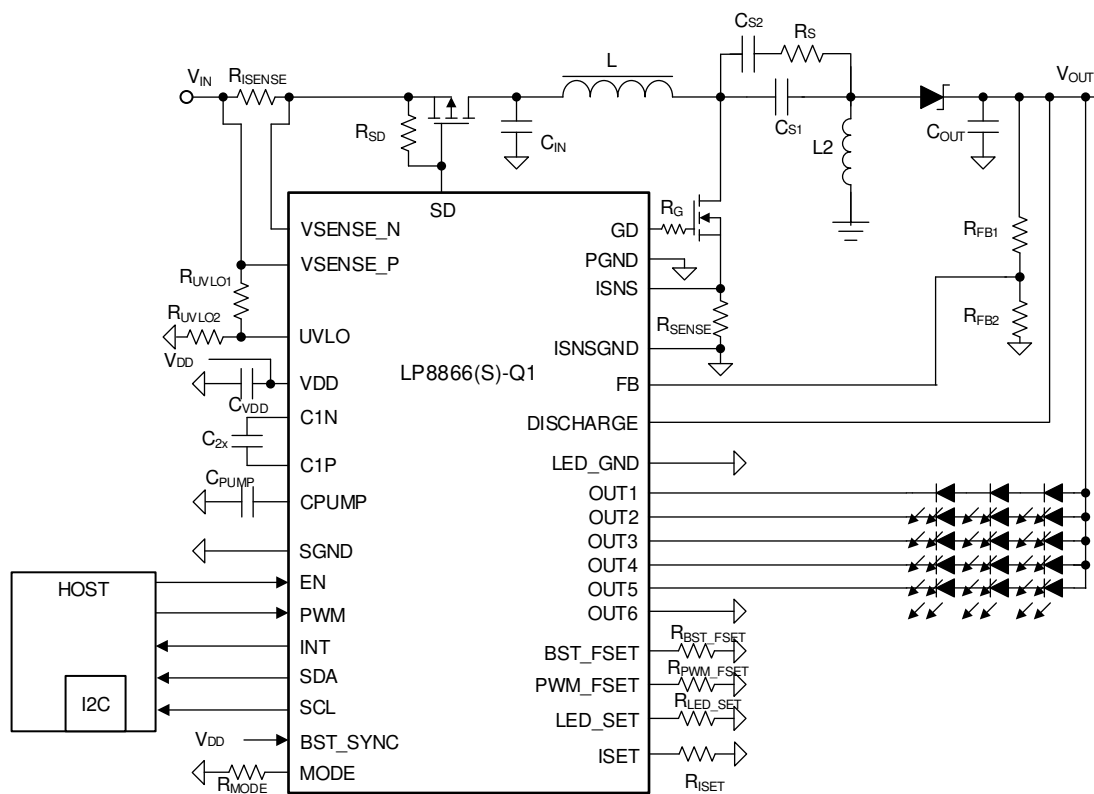 CS2
RS
L
VIN
RISENSE
VOUT
RSD
CIN
CS1
L2
COUT
SD
RG
VSENSE_N
GD
RFB1
VSENSE_P
PGND
RUVLO1
ISNS
RUVLO2
RSENSE
RFB2
UVLO
ISNSGND
VDD
LP8866(S)-Q1
VDD
FB
CVDD
C1N
DISCHARGE
C2x
C1P
LED_GND
CPUMP
CPUMP
OUT1
OUT2
SGND
OUT3
HOST
EN
OUT4
OUT5
PWM
OUT6
INT
RBST_FSET
BST_FSET
SDA
RPWM_FSET
PWM_FSET
I2C
SCL
RLED_SET
LED_SET
VDD
BST_SYNC
ISET
MODE
RMODE
RISET